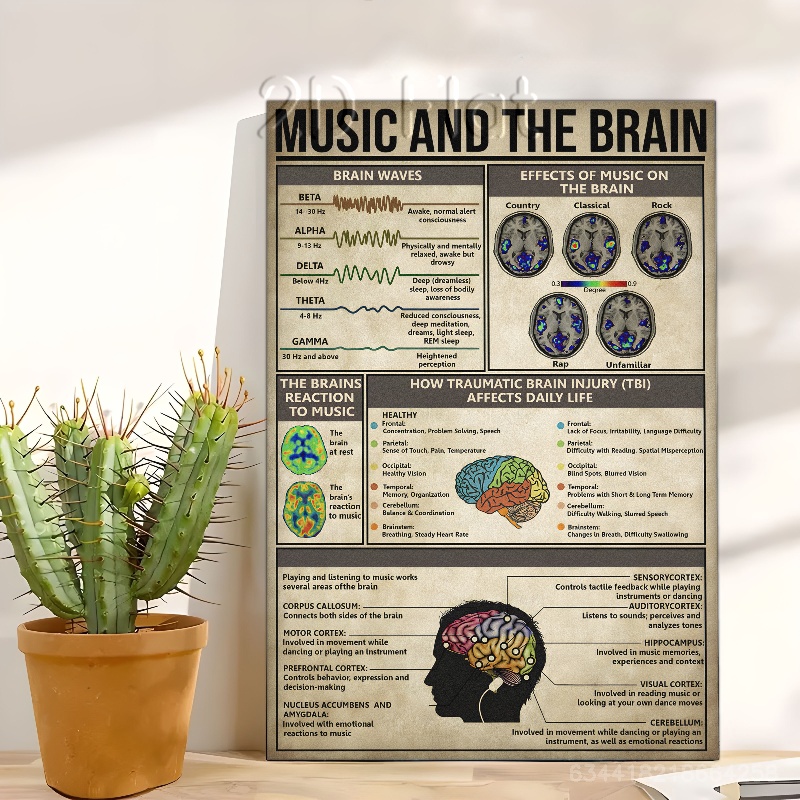 2D Hat
MUSIC AND THE BRAIN
BRAIN WAVES
BETA
14- 30 Hz
Awake, normal alert
consciousness
ALPHA
9-13 Hz
Physically and mentally
relaxed, awake but
drowsy
DELTA
Below 4Hz
Deep (dreamless)
sleep, loss of bodily
awareness
THETA
4-8 Hz
Reduced consciousness,
deep meditation,
dreams, light sleep,
REM sleep
GAMMA
30 Hz and above
Heightened
perception
EFFECTS OF MUSIC ON
THE BRAIN
Country Classical Rock
0.3 0.9
Degree
Rap Unfamiliar
THE BRAINS
REACTION
TO MUSIC
The
brain
at rest
The
brain's
reaction
to music
HOW TRAUMATIC BRAIN INJURY (TBI)
AFFECTS DAILY LIFE
HEALTHY
Frontal:
Concentration, Problem Solving, Speech
Parietal:
Sense of Touch, Pain, Temperature
Occipital:
Healthy Vision
Temporal:
Memory, Organization
Cerebellum:
Balance & Coordination
Brainstem:
Breathing, Steady Heart Rate
Frontal:
Lack of Focus, Irritability, Language Difficulty
Parietal:
Difficulty with Reading, Spatial Misperception
Occipital:
Blind Spots, Blurred Vision
Temporal:
Problems with Short & Long Term Memory
Cerebellum:
Difficulty Walking, Slurred Speech
Brainstem:
Changes in Breath, Difficulty Swallowing
Playing and listening to music works
several areas of the brain
CORPUS CALLOSUM:
Connects both sides of the brain
MOTOR CORTEX:
Involved in movement while
dancing or playing an instrument
PREFRONTAL CORTEX:
Controls behavior, expression and
decision-making
NUCLEUS ACCUMBENS AND
AMYGDALA:
Involved with emotional
reactions to music
SENSORYCORTEX:
Controls tactile feedback while playing
instruments or dancing
AUDITORYCORTEX:
Listens to sounds; perceives and
analyzes tones
HIPPOCAMPUS:
Involved in music memories,
experiences and context
VISUAL CORTEX:
Involved in reading music or
looking at your own dance moves
CEREBELLUM:
Involved in movement while dancing or playing an
instrument, as well as emotional reactions